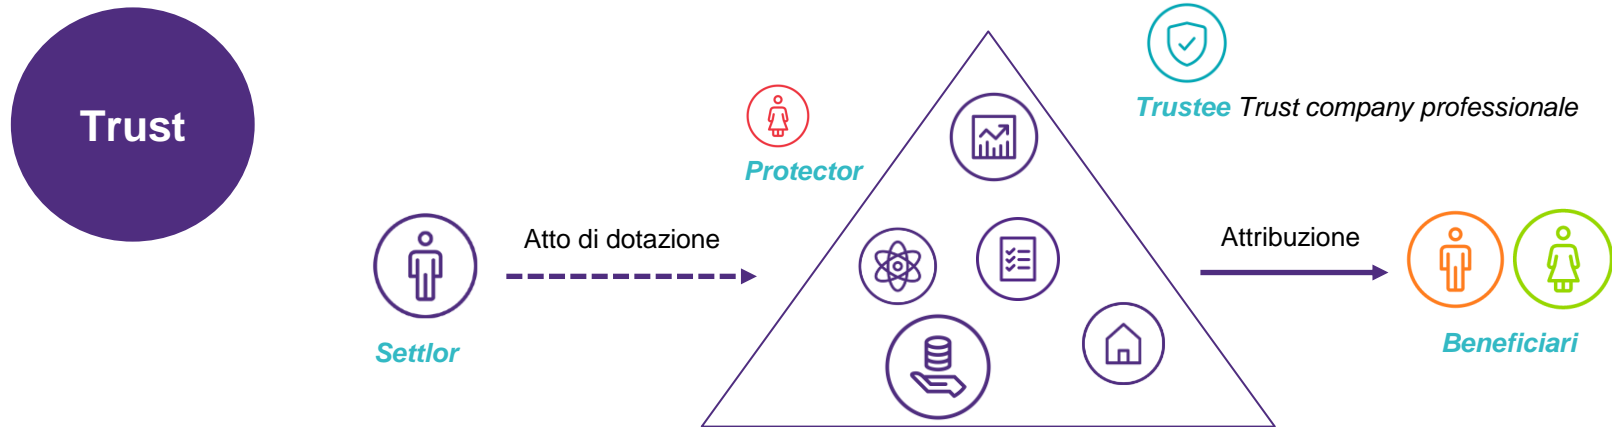 Trust
Trustee Trust company professionale
Protector
Atto di dotazione
Attribuzione
Settlor
Beneficiari